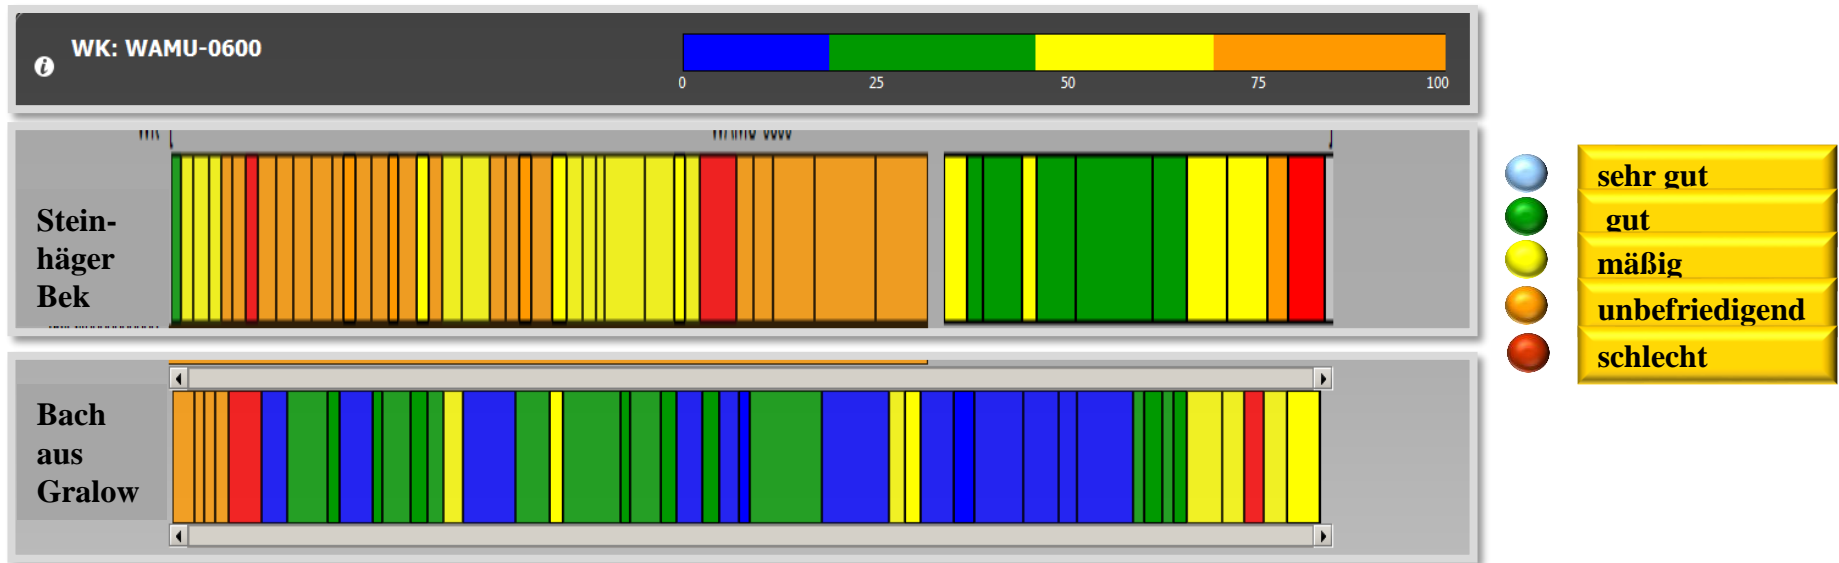 WK: WAMU-0600
0 25 50 75 100
Stein-
häger
Bek
Bach
aus
Gralow
sehr gut
gut
mäßig
unbefriedigend
schlecht